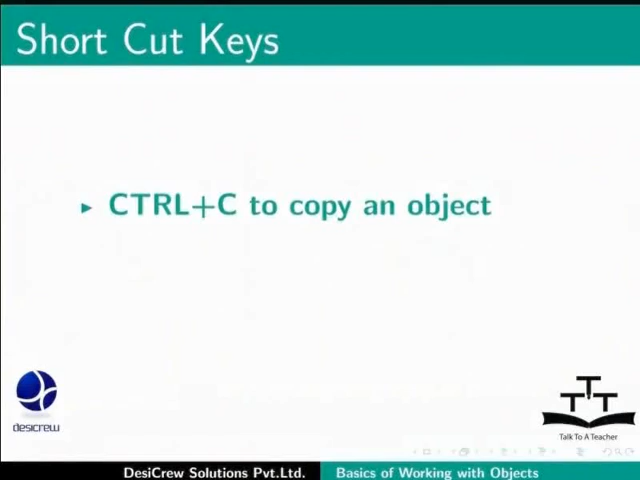 Short Cut Keys
▶ CTRL+C to copy an object
desicrew
T T T
Talk To A Teacher
DesiCrew Solutions Pvt.Ltd. Basics of Working with Objects